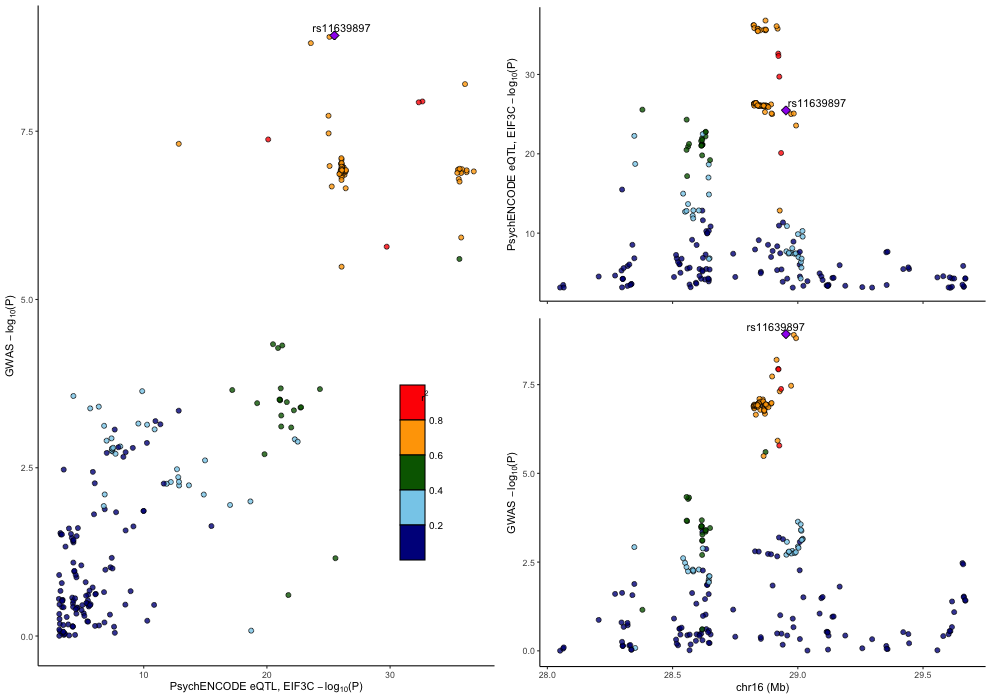 rs11639897
GWAS − log10(P)
7.5
5.0
2.5
0.0
10
20
30
PsychENCODE eQTL, EIF3C − log10(P)
r2
0.8
0.6
0.4
0.2
rs11639897
PsychENCODE eQTL, EIF3C − log10(P)
30
20
10
rs11639897
GWAS − log10(P)
7.5
5.0
2.5
0.0
28.0
28.5
29.0
29.5
chr16 (Mb)